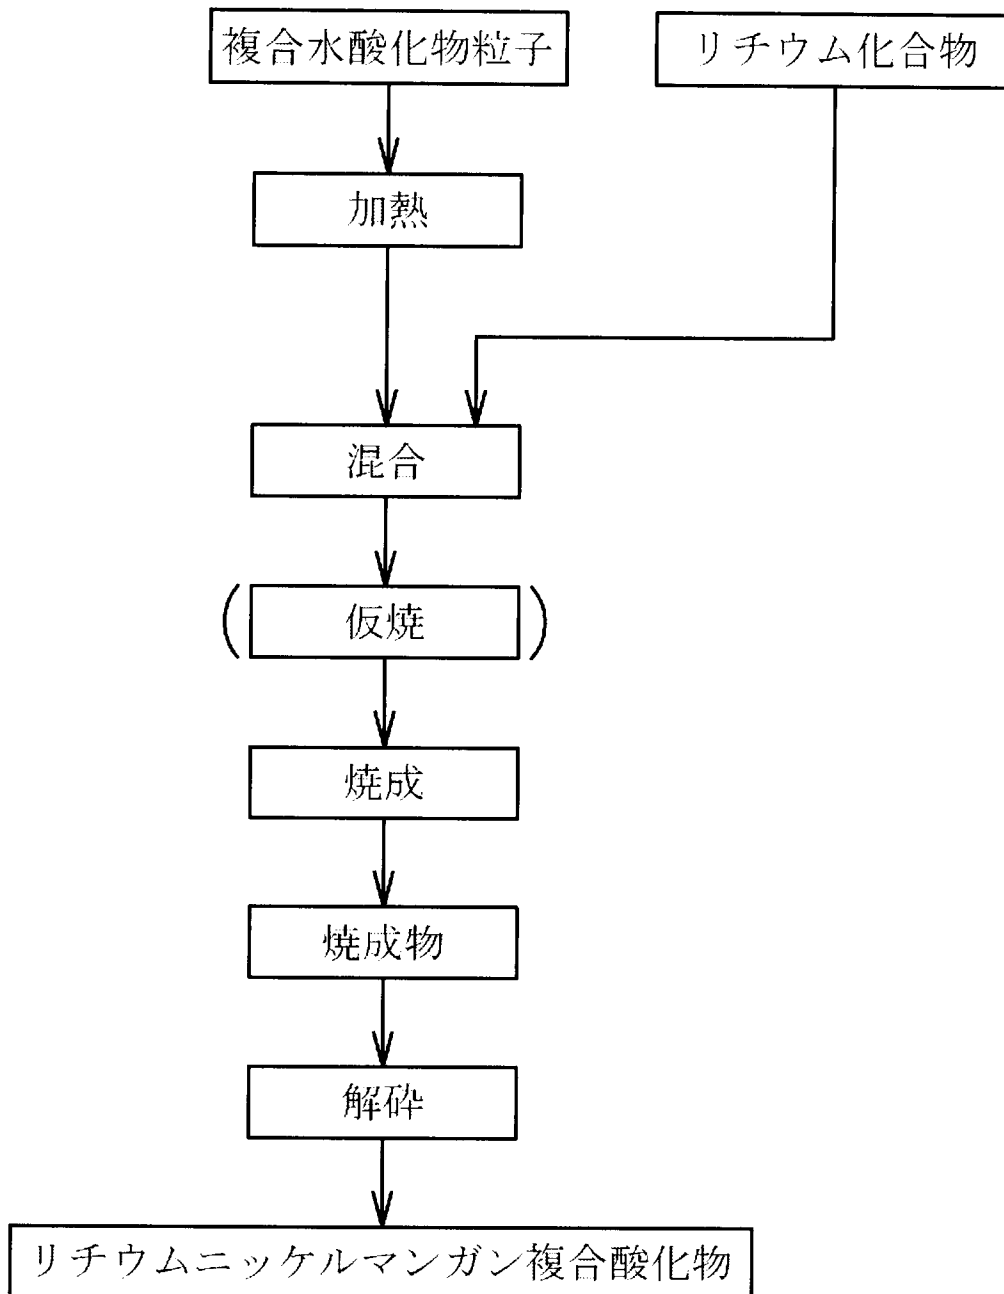 複合水酸化物粒子
リチウム化合物
加熱
混合
(仮焼)
焼成
焼成物
解砕
リチウムニッケルマンガン複合酸化物